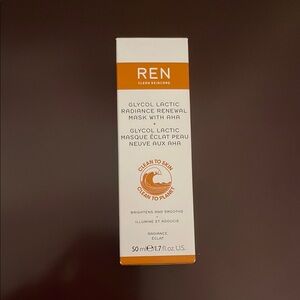 REN
CLEAN SKINCARE
GLYCOL LACTIC
RADIANCE RENEWAL
MASK WITH AHA
•
GLYCOL LACTIC
MASQUE ÉCLAT PEAU
NEUVE AUX AHA
CLEAN TO SKIN
CLEAN TO PLANET
BRIGHTENS AND SMOOTHS
ILLUMINE ET ADOUCIT
RADIANCE
ÉCLAT
50 ml ℮ 1.7 fl.oz U.S.